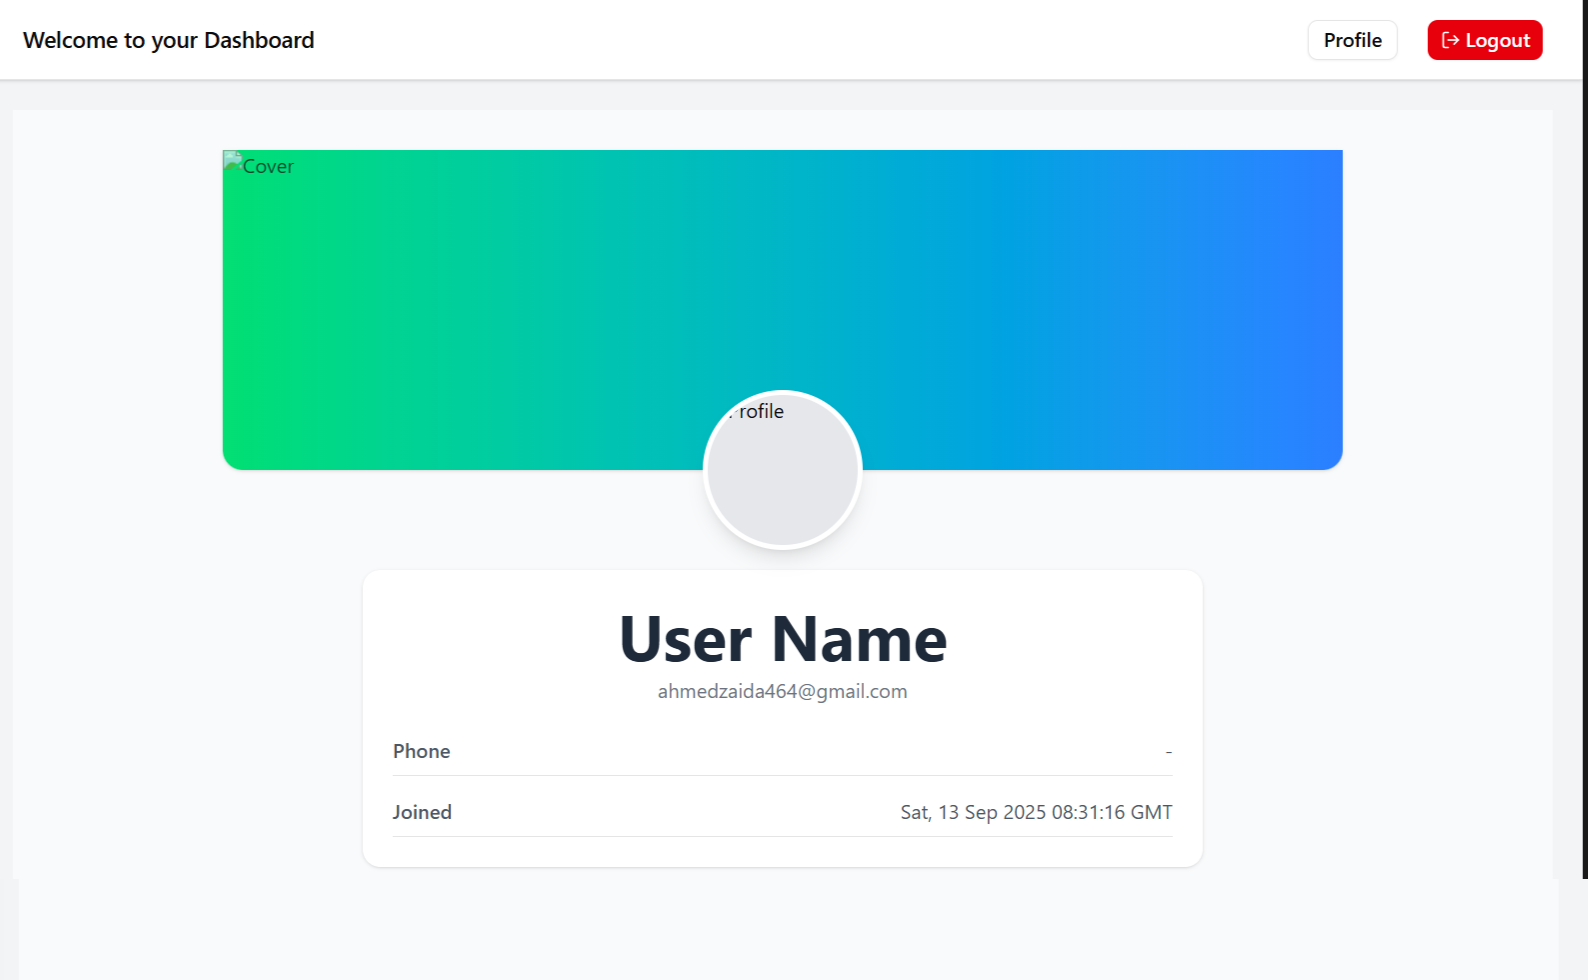 Welcome to your Dashboard
Profile
Logout
Cover
Profile
User Name
ahmedzaida464@gmail.com
Phone
-
Joined
Sat, 13 Sep 2025 08:31:16 GMT